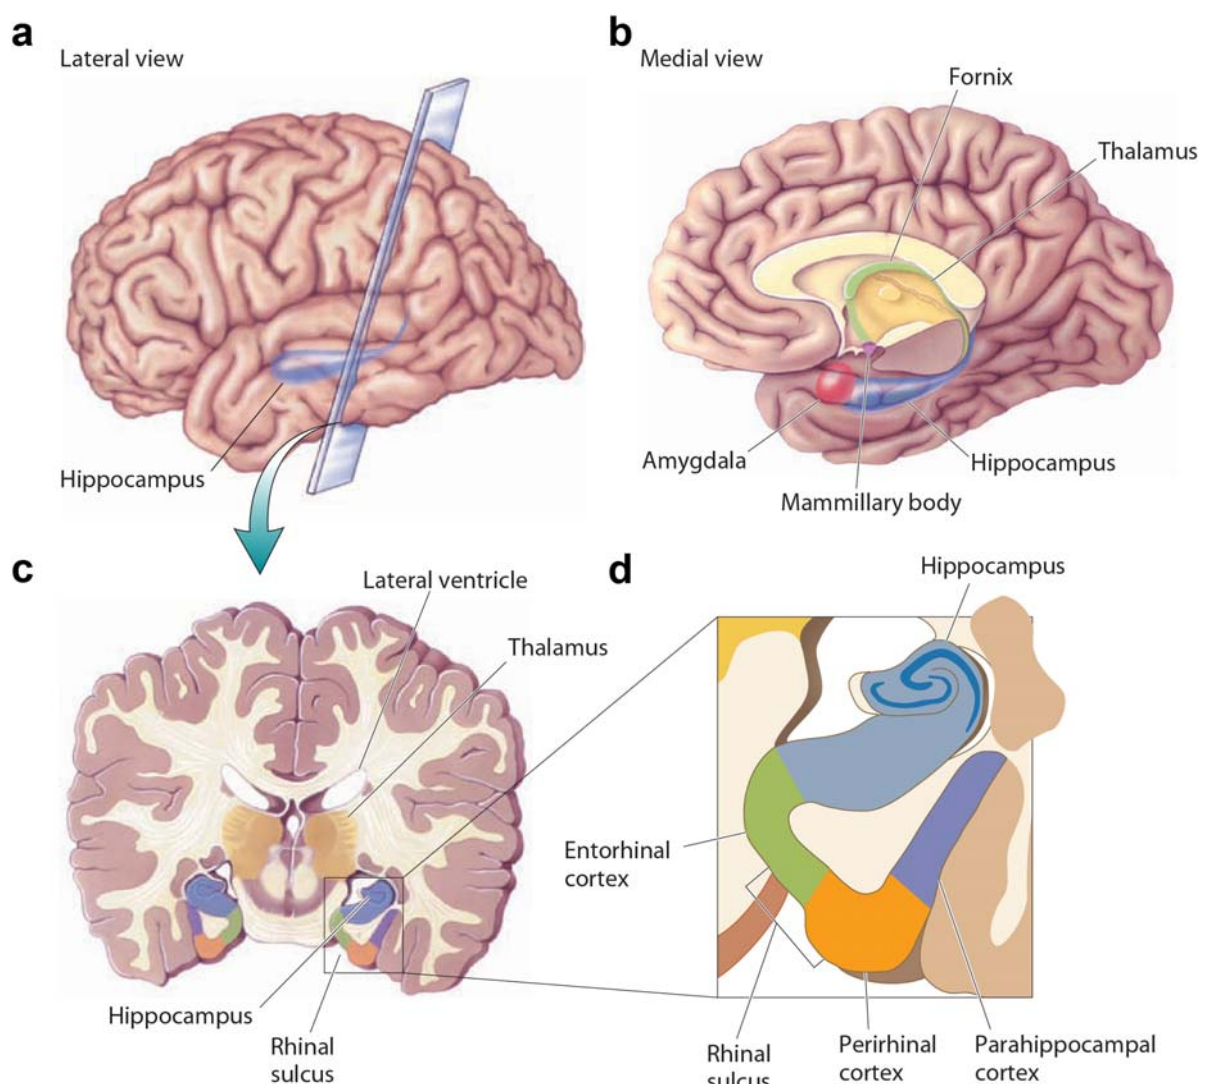 a
Lateral view
Hippocampus
b
Medial view
Fornix
Thalamus
Amygdala
Hippocampus
Mammillary body
c
Lateral ventricle
Thalamus
Hippocampus
Rhinal
sulcus
d
Hippocampus
Entorhinal
cortex
Rhinal
sulcus
Perirhinal
cortex
Parahippocampal
cortex